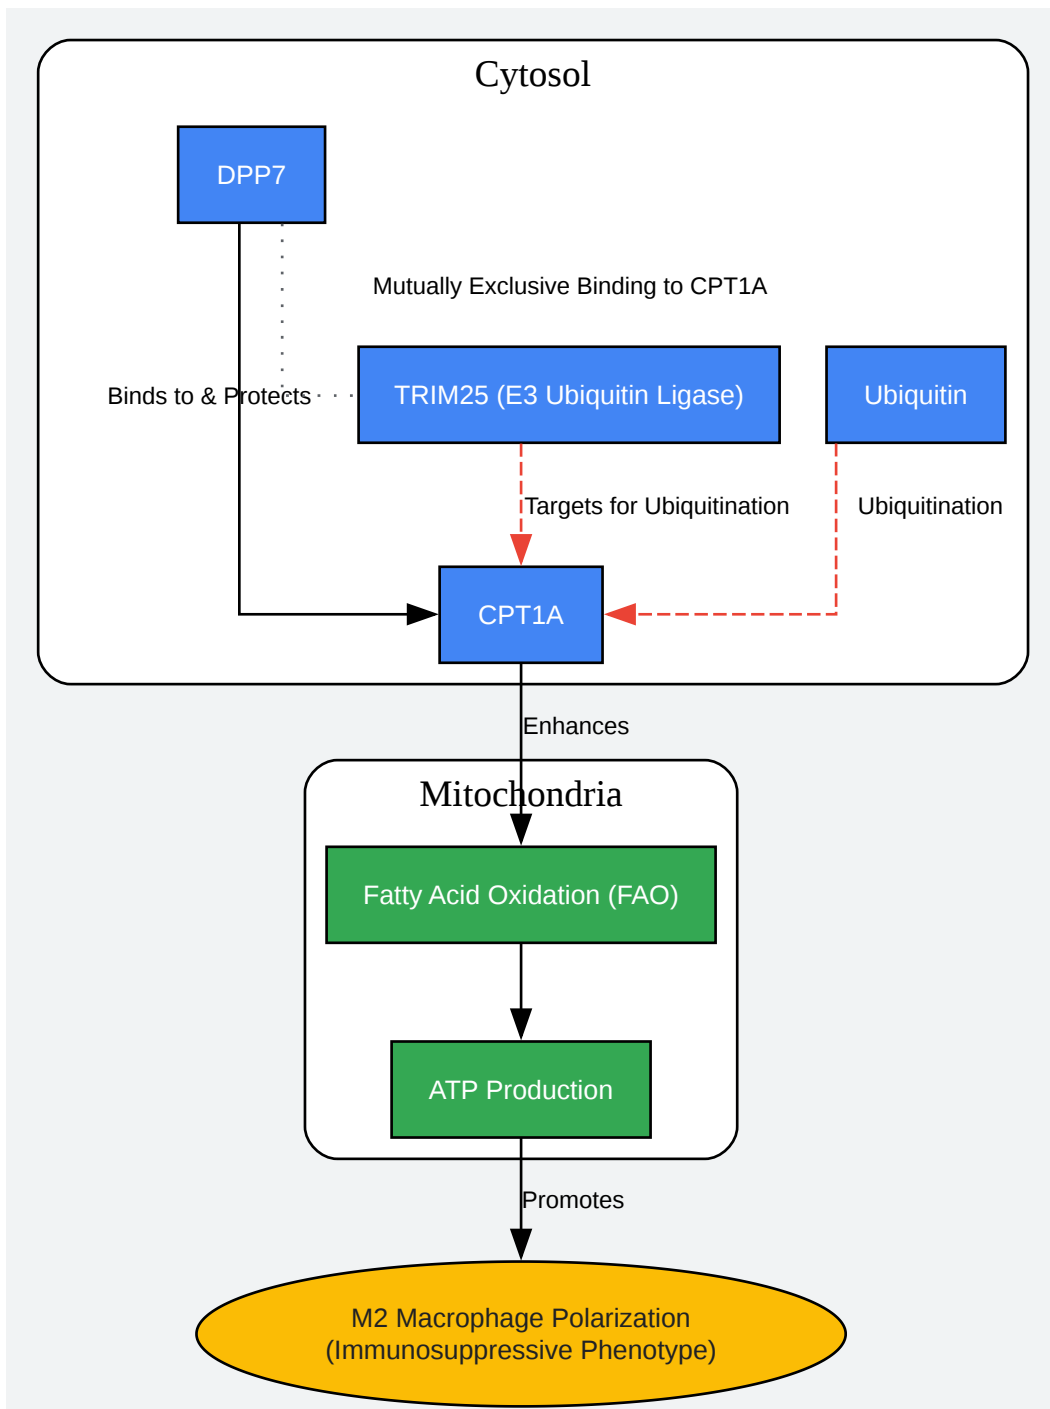 Cytosol
DPP7
Mutually Exclusive Binding to CPT1A
Binds to & Protects
TRIM25 (E3 Ubiquitin Ligase)
Ubiquitin
Targets for Ubiquitination
Ubiquitination
CPT1A
Enhances
Mitochondria
Fatty Acid Oxidation (FAO)
ATP Production
Promotes
M2 Macrophage Polarization
(Immunosuppressive Phenotype)